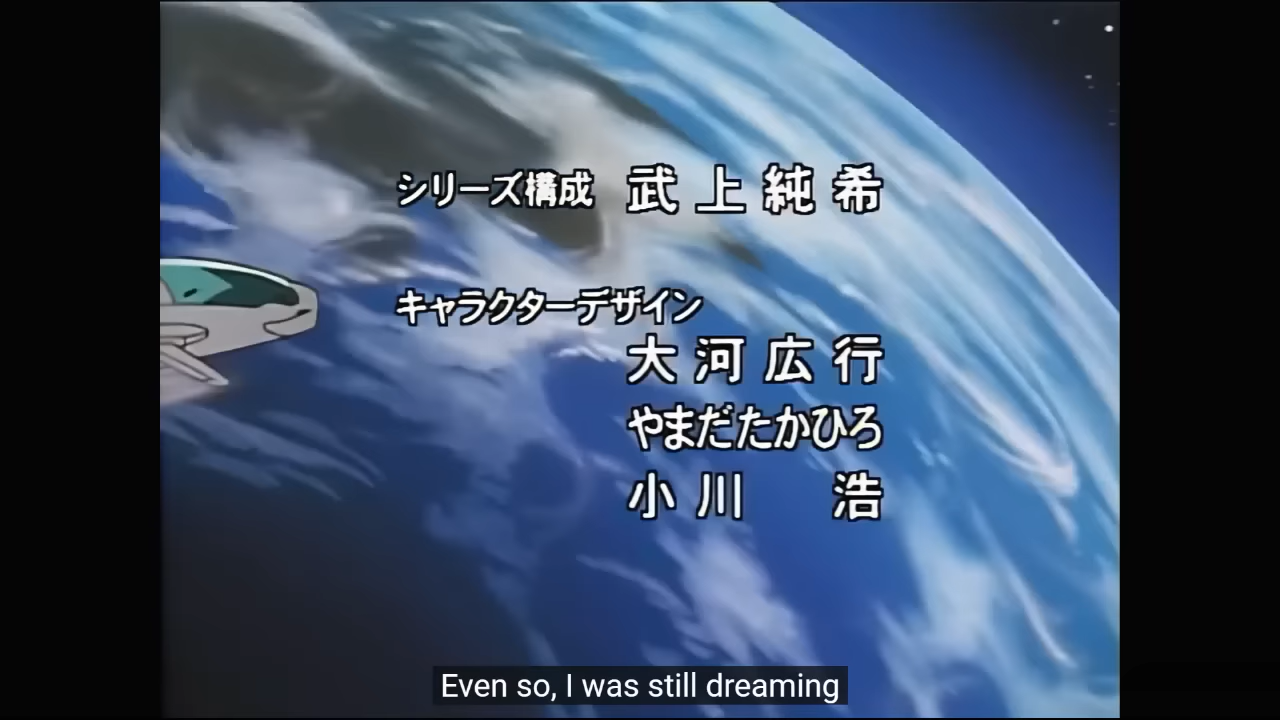 シリーズ構成 武上純希
キャラクターデザイン
大河広行
やまだたかひろ
小川 浩
Even so, I was still dreaming